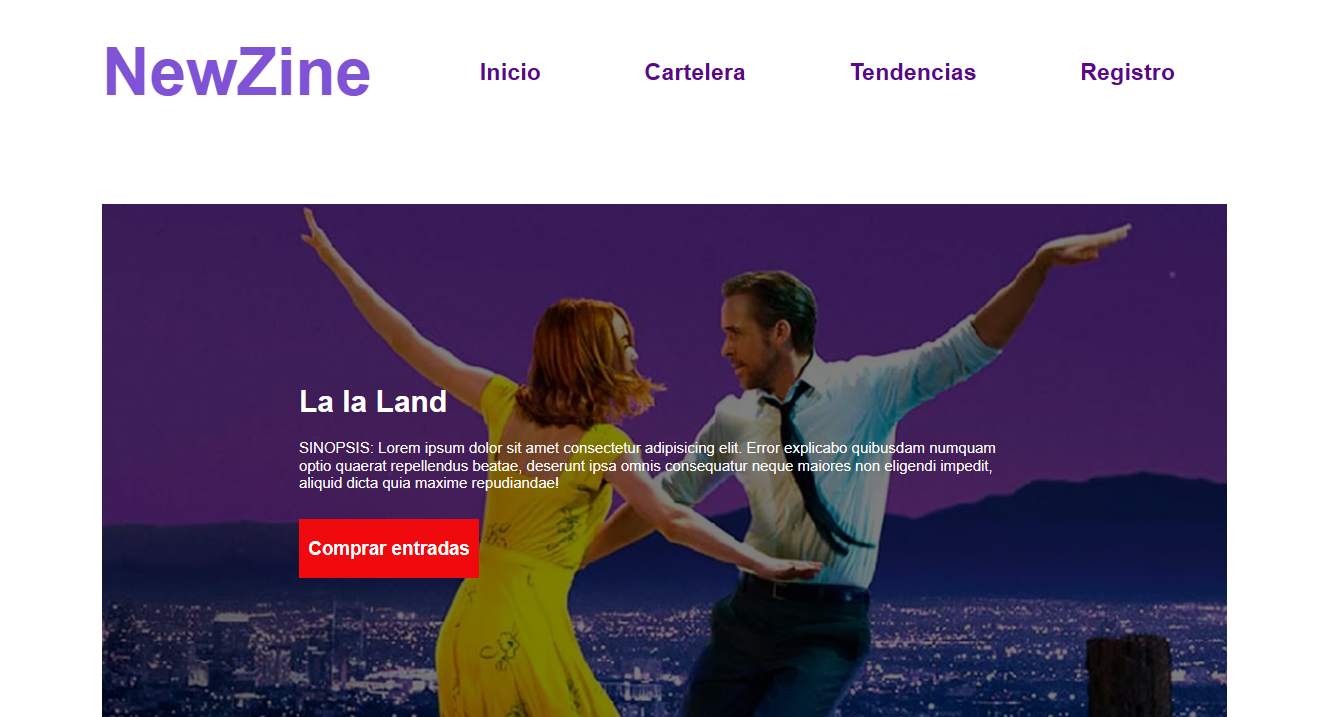 NewZine
Inicio
Cartelera
Tendencias
Registro
La la Land
SINOPSIS: Lorem ipsum dolor sit amet consectetur adipisicing elit. Error explicabo quibusdam numquam
optio quaerat repellendus beatae, deserunt ipsa omnis consequatur neque maiores non eligendi impedit,
aliquid dicta quia maxime repudiandae!
Comprar entradas